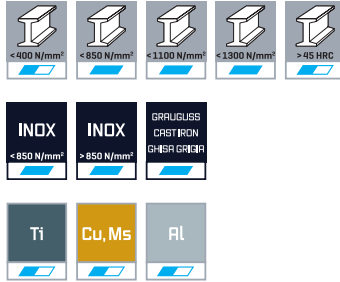 <400 N/mm²
<850 N/mm²
<1100 N/mm²
<1300 N/mm²
>45 HRC
INOX
<850 N/mm²
INOX
>850 N/mm²
GRAUGUSS
CAST IRON
GHISA GRIGIA
Ti
Cu, Ms
Al